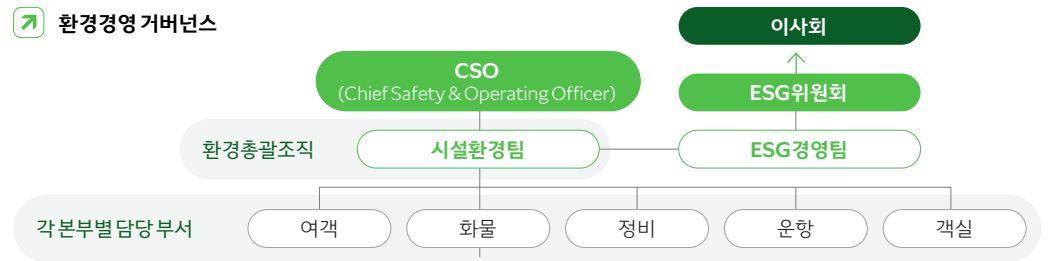 환경경영 거버넌스
이사회
CSO
(Chief Safety & Operating Officer)
ESG위원회
환경총괄조직
시설환경팀
ESG경영팀
각 본부별 담당 부서
여객
화물
정비
운항
객실